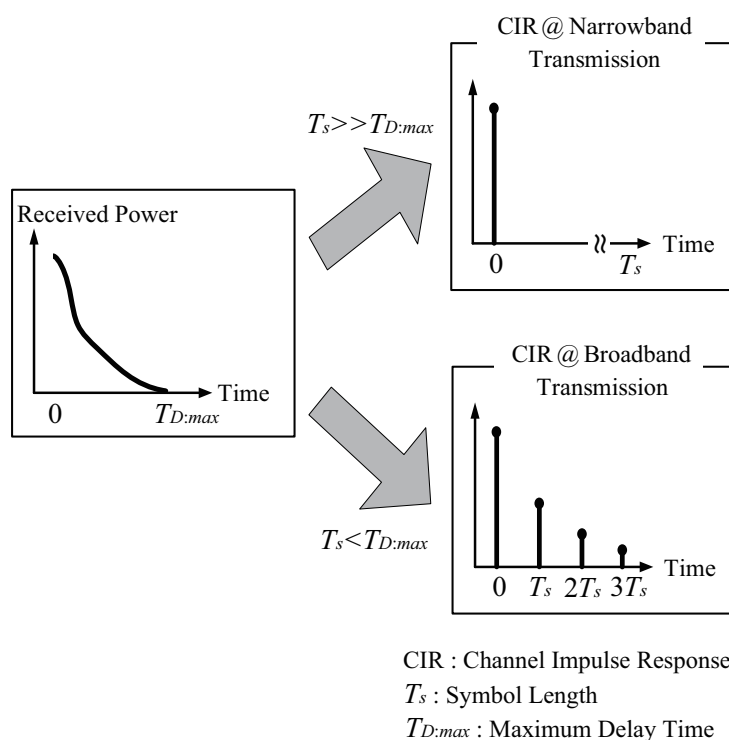 CIR @ Narrowband
Transmission
Ts>>TD:max
0
Ts
Time
Received Power
0
TD:max
Time
CIR @ Broadband
Transmission
Ts<TD:max
0
Ts
2Ts
3Ts
Time
CIR : Channel Impulse Response
Ts : Symbol Length
TD:max : Maximum Delay Time